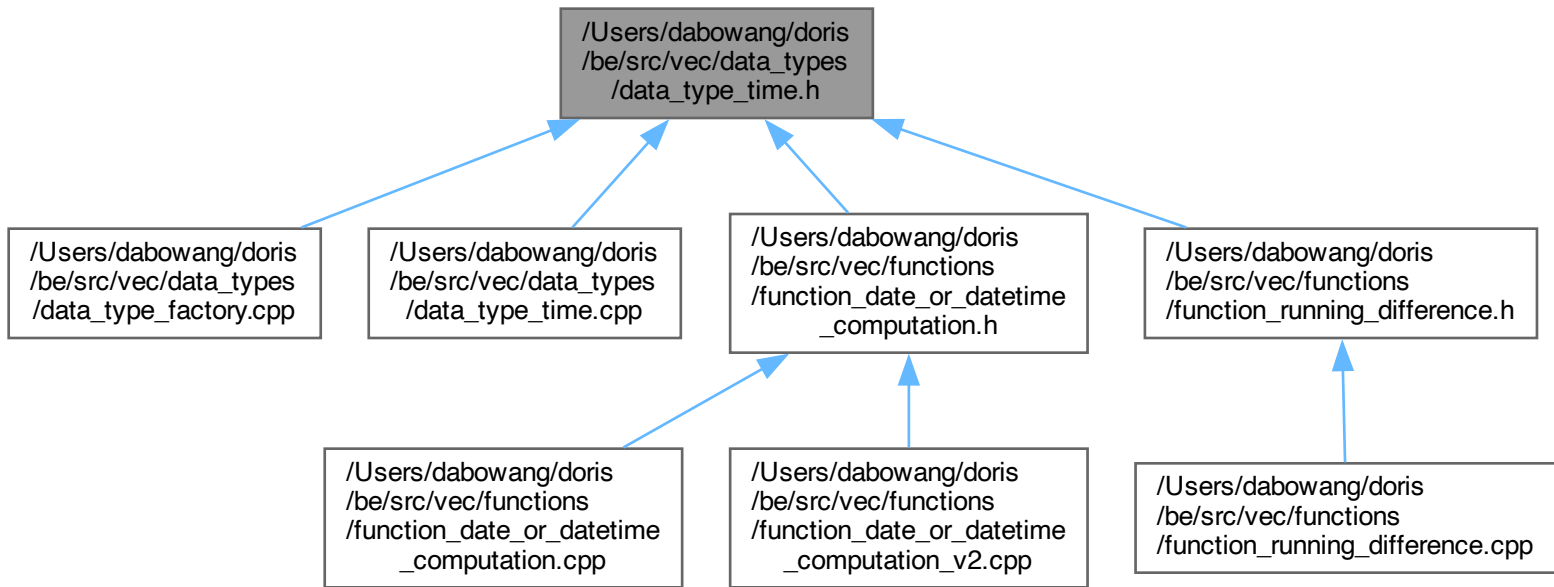 /Users/dabowang/doris
/be/src/vec/data_types
/data_type_time.h
/Users/dabowang/doris
/be/src/vec/data_types
/data_type_factory.cpp
/Users/dabowang/doris
/be/src/vec/data_types
/data_type_time.cpp
/Users/dabowang/doris
/be/src/vec/functions
/function_date_or_datetime
_computation.h
/Users/dabowang/doris
/be/src/vec/functions
/function_running_difference.h
/Users/dabowang/doris
/be/src/vec/functions
/function_date_or_datetime
_computation.cpp
/Users/dabowang/doris
/be/src/vec/functions
/function_date_or_datetime
_computation_v2.cpp
/Users/dabowang/doris
/be/src/vec/functions
/function_running_difference.cpp